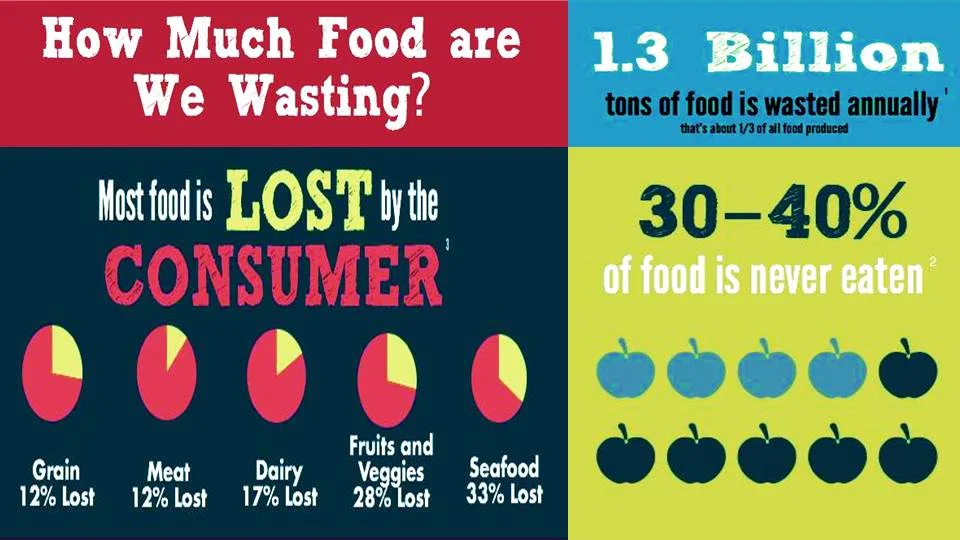 How Much Food are
We Wasting?
1.3 Billion
tons of food is wasted annually 1
that's about 1/3 of all food produced
Most food is LOST by the
CONSUMER 3
Grain
12% Lost
Meat
12% Lost
Dairy
17% Lost
Fruits and
Veggies
28% Lost
Seafood
33% Lost
30–40%
of food is never eaten 2